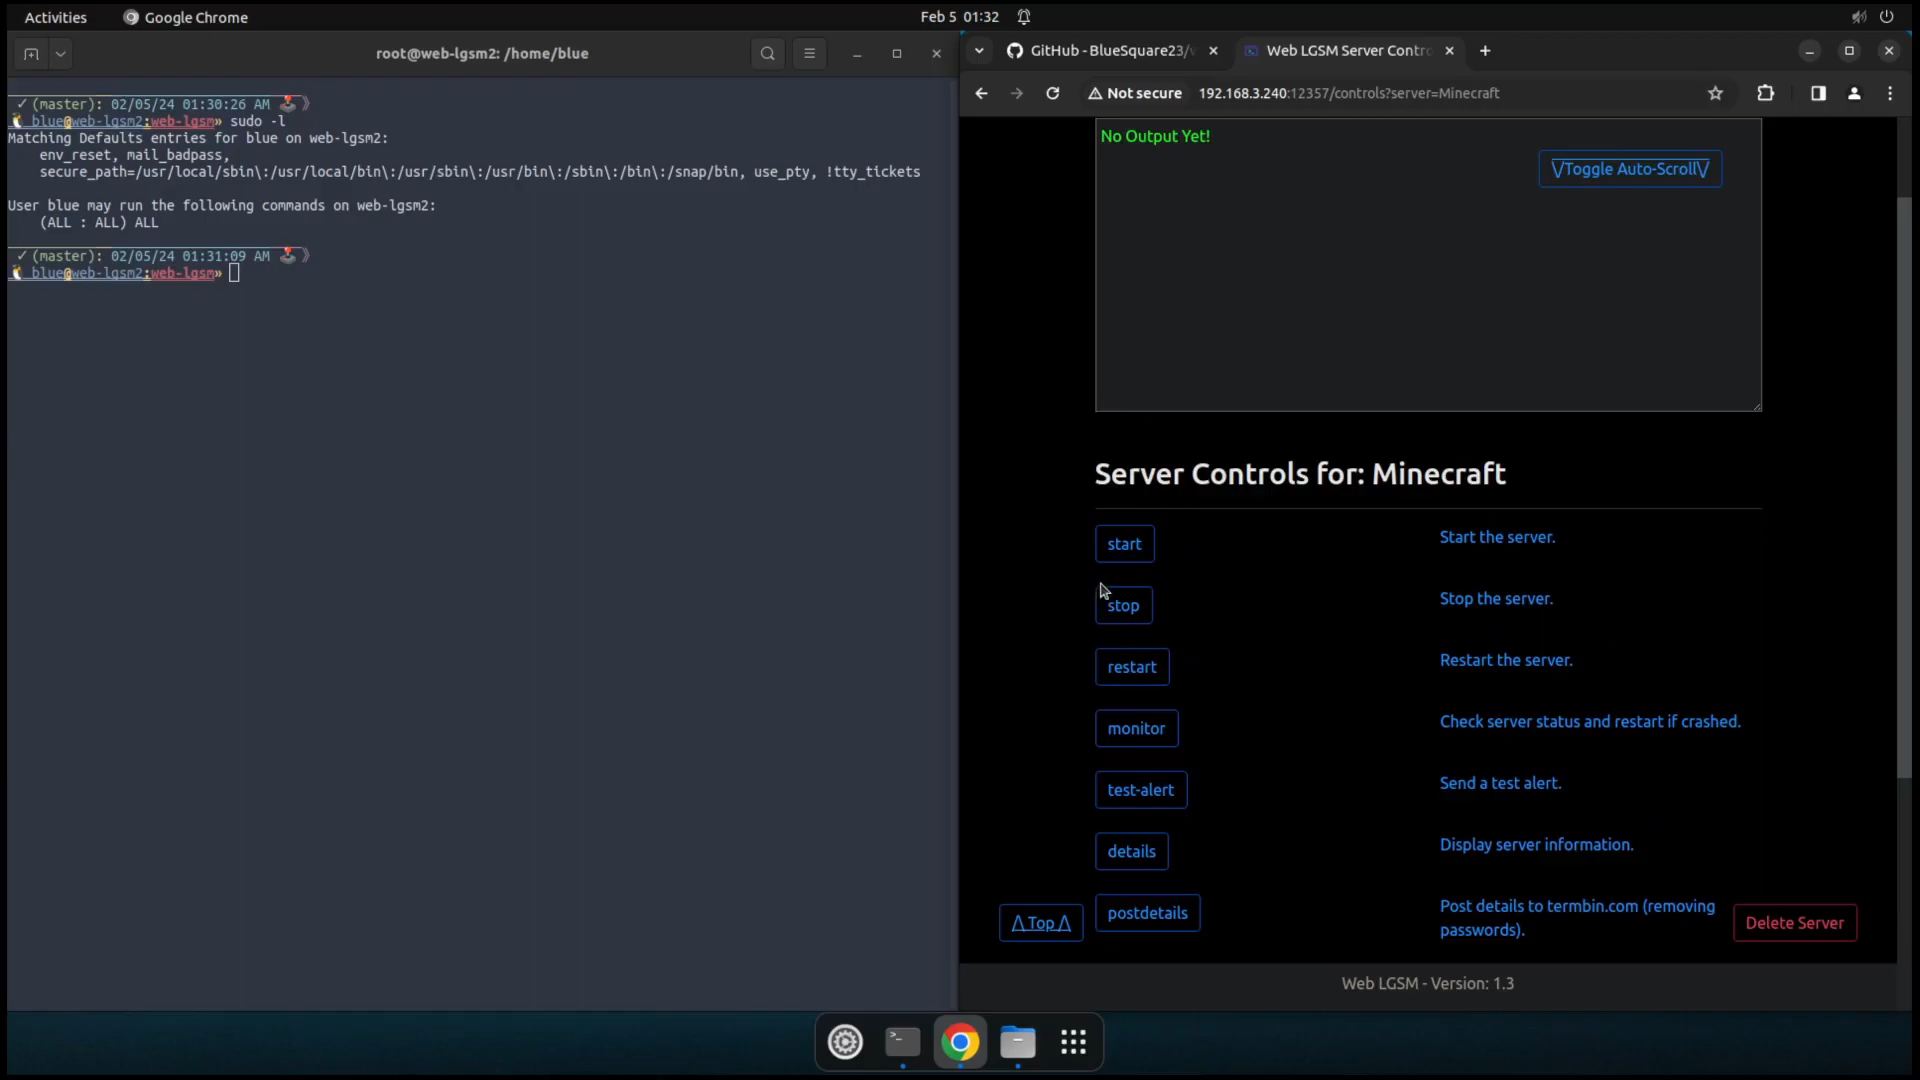 Activities
Google Chrome
Feb 5 01:32
root@web-lgsm2: /home/blue
✓ (master): 02/05/24 01:30:26 AM 🕹️ ⟫
🐧 blue@web-lgsm2:web-lgsm» sudo -l
Matching Defaults entries for blue on web-lgsm2:
env_reset, mail_badpass,
secure_path=/usr/local/sbin\:/usr/local/bin\:/usr/sbin\:/usr/bin\:/sbin\:/bin\:/snap/bin, use_pty, !tty_tickets
User blue may run the following commands on web-lgsm2:
(ALL : ALL) ALL
✓ (master): 02/05/24 01:31:09 AM 🕹️ ⟫
🐧 blue@web-lgsm2:web-lgsm»
GitHub - BlueSquare23/
Web LGSM Server Contr
Not secure
192.168.3.240:12357/controls?server=Minecraft
No Output Yet!
\/Toggle Auto-Scroll\/
Server Controls for: Minecraft
start
Start the server.
stop
Stop the server.
restart
Restart the server.
monitor
Check server status and restart if crashed.
test-alert
Send a test alert.
details
Display server information.
/\ Top /\
postdetails
Post details to termbin.com (removing
passwords).
Delete Server
Web LGSM - Version: 1.3